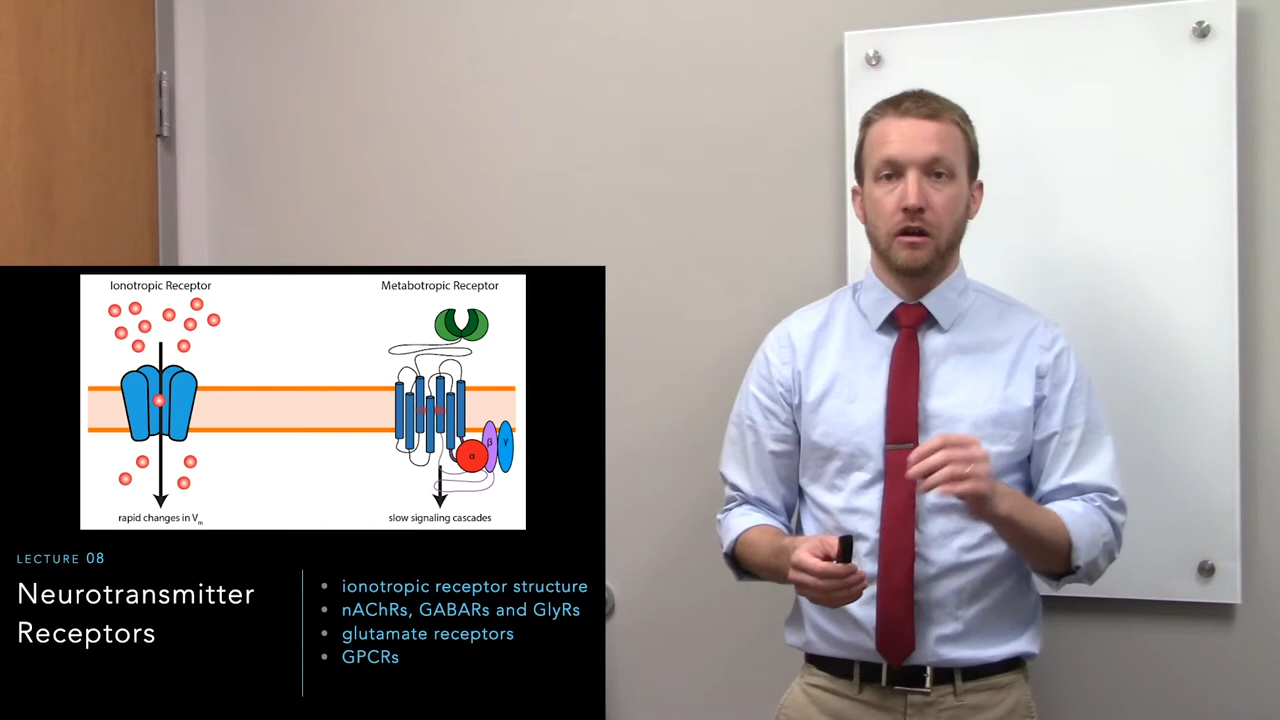 Ionotropic Receptor
Metabotropic Receptor
α
β
γ
rapid changes in Vm
slow signaling cascades
LECTURE 08
Neurotransmitter
Receptors
• ionotropic receptor structure
• nAChRs, GABARs and GlyRs
• glutamate receptors
• GPCRs